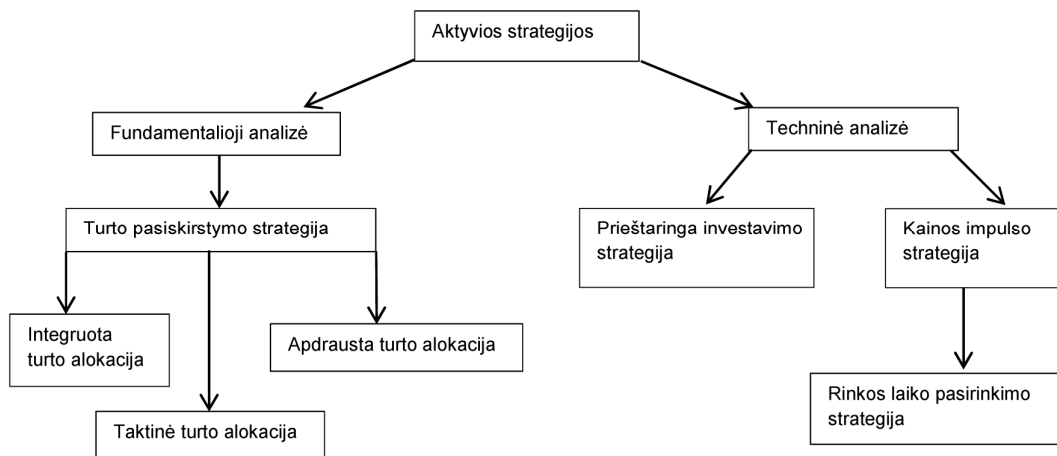 Aktyvios strategijos
Fundamentalioji analizė
Techninė analizė
Turto pasiskirstymo strategija
Prieštaringa investavimo
strategija
Kainos impulso
strategija
Integruota
turto alokacija
Apdrausta turto alokacija
Taktinė turto alokacija
Rinkos laiko pasirinkimo
strategija